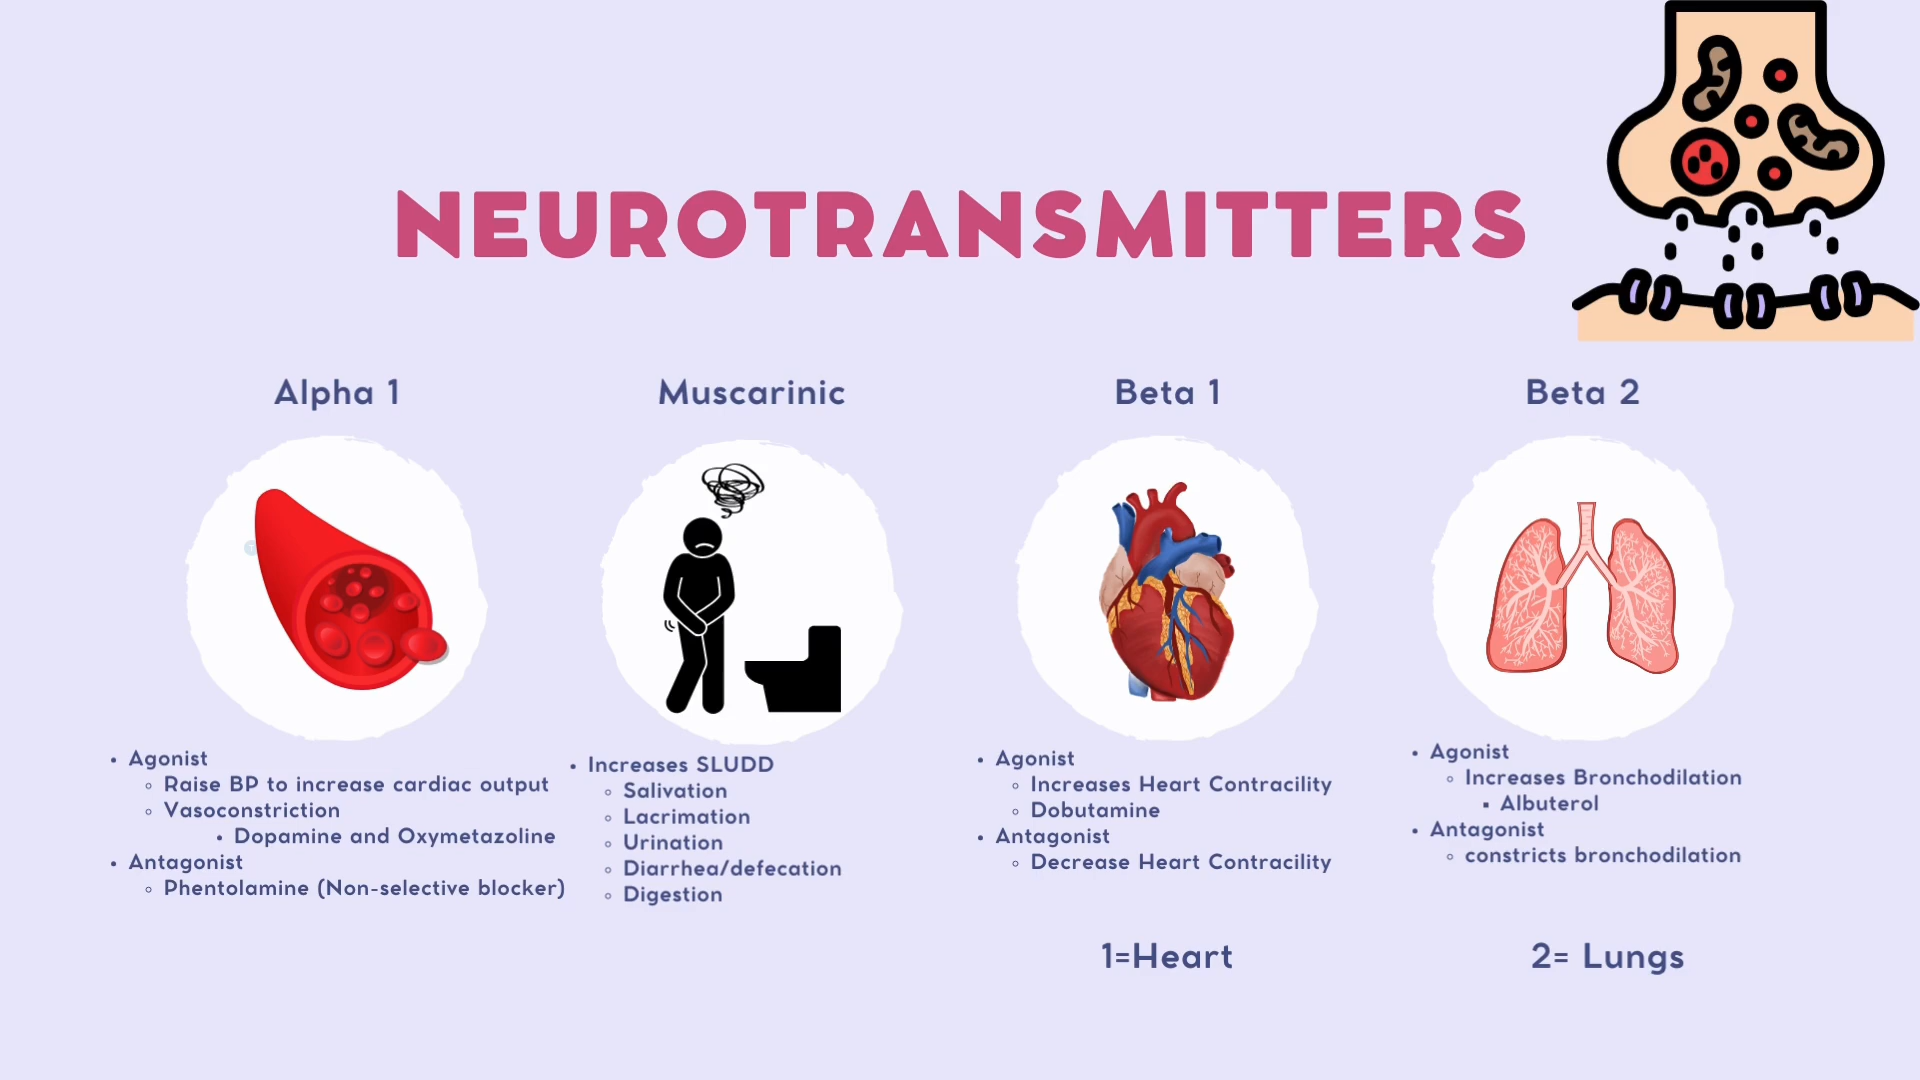 NEUROTRANSMITTERS
Alpha 1
Agonist
Raise BP to increase cardiac output
Vasoconstriction
Dopamine and Oxymetazoline
Antagonist
Phentolamine (Non-selective blocker)
Muscarinic
Increases SLUDD
Salivation
Lacrimation
Urination
Diarrhea/defecation
Digestion
Beta 1
Agonist
Increases Heart Contracility
Dobutamine
Antagonist
Decrease Heart Contracility
1=Heart
Beta 2
Agonist
Increases Bronchodilation
Albuterol
Antagonist
constricts bronchodilation
2= Lungs